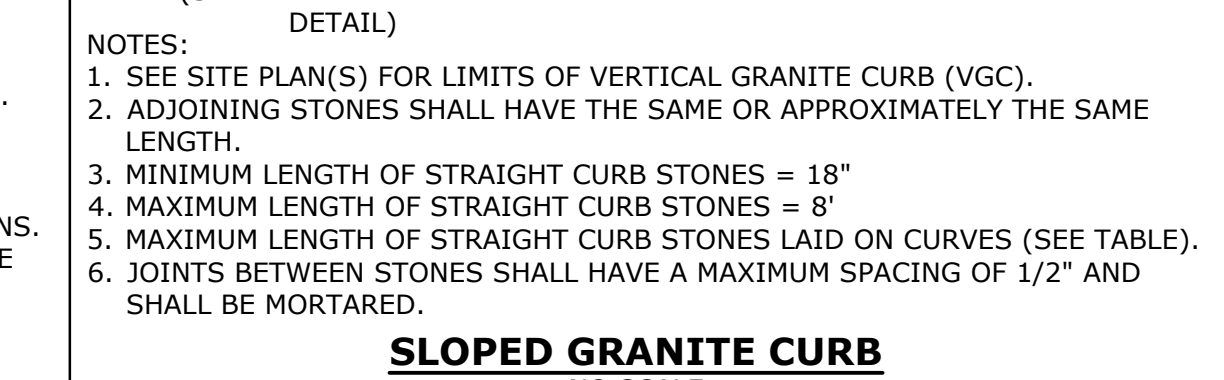 DETAIL)
NOTES:
1. SEE SITE PLAN(S) FOR LIMITS OF VERTICAL GRANITE CURB (VGC).
2. ADJOINING STONES SHALL HAVE THE SAME OR APPROXIMATELY THE SAME
LENGTH.
3. MINIMUM LENGTH OF STRAIGHT CURB STONES = 18"
4. MAXIMUM LENGTH OF STRAIGHT CURB STONES = 8'
NS.
5. MAXIMUM LENGTH OF STRAIGHT CURB STONES LAID ON CURVES (SEE TABLE).
E
6. JOINTS BETWEEN STONES SHALL HAVE A MAXIMUM SPACING OF 1/2" AND
SHALL BE MORTARED.
SLOPED GRANITE CURB